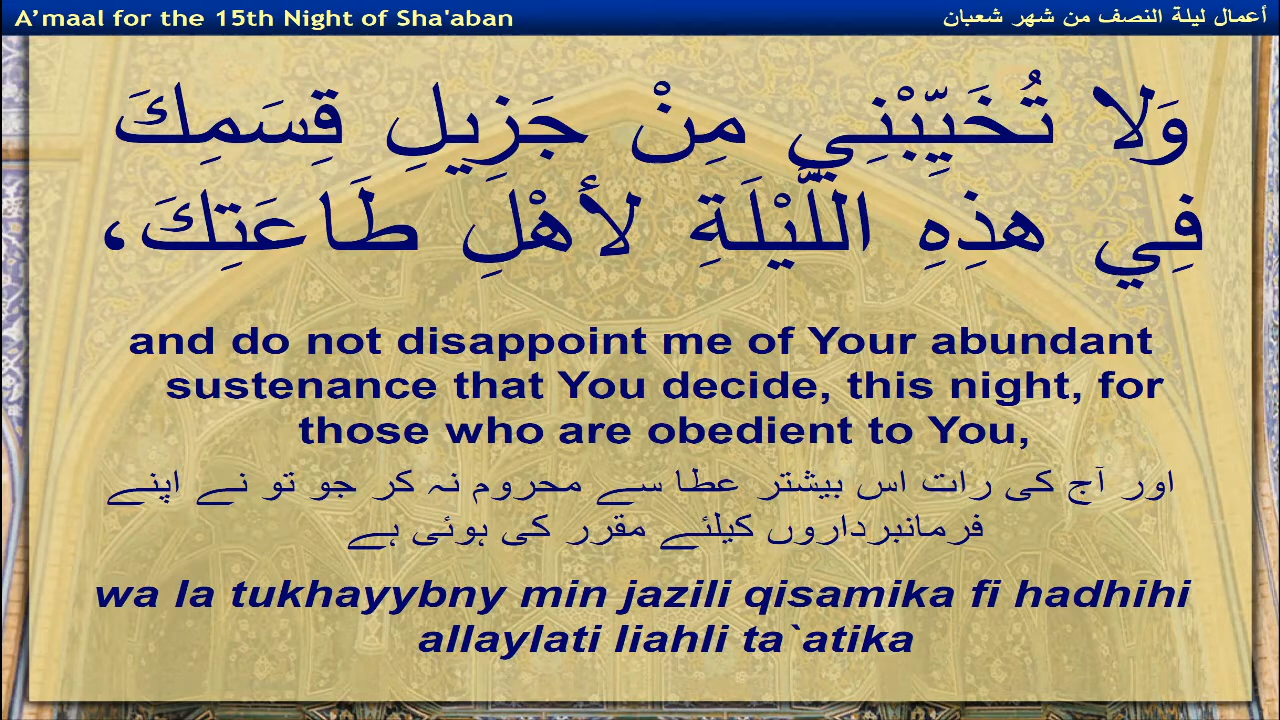 A’maal for the 15th Night of Sha'aban
أعمال ليلة النصف من شهر شعبان
وَلِا تُخَيِّبْنِي مِنْ جَزِيلِ قِسَمِكَ
فِي هذِهِ اللَّيْلَةِ لأَهْلِ طَاعَتِكَ،
and do not disappoint me of Your abundant
sustenance that You decide, this night, for
those who are obedient to You,
اور آج کی رات اس بیشتر عطا سے محروم نہ کر جو تو نے اپنے
فرمانبرداروں کیلئے مقرر کی ہوئی ہے
wa la tukhayybny min jazili qisamika fi hadhihi
allaylati liahli ta`atika